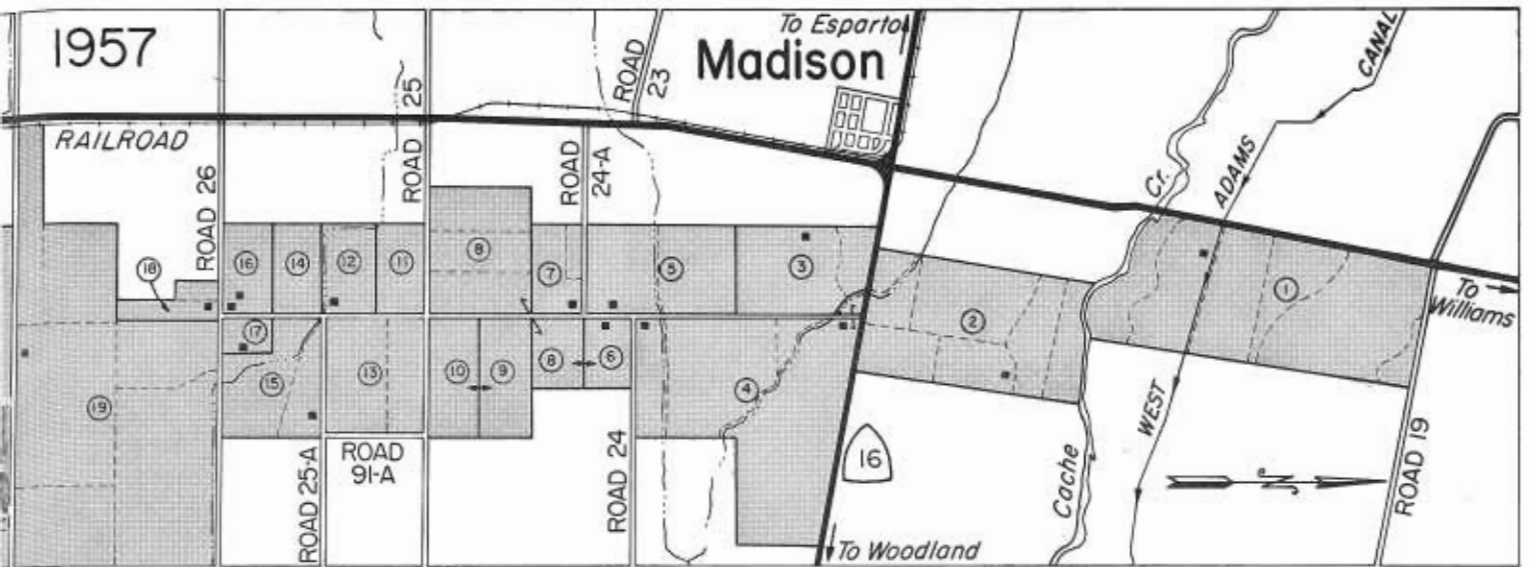 1957
To Esparto
Madison
ROAD 23
ROAD 25
RAILROAD
ROAD 26
ROAD 24-A
CANAL
ADAMS
Cr.
To Williams
18
16
14
12
11
8
7
5
3
2
1
17
15
13
10
9
8
6
4
19
ROAD 25-A
ROAD 91-A
ROAD 24
16
Cache
WEST
ROAD 19
To Woodland